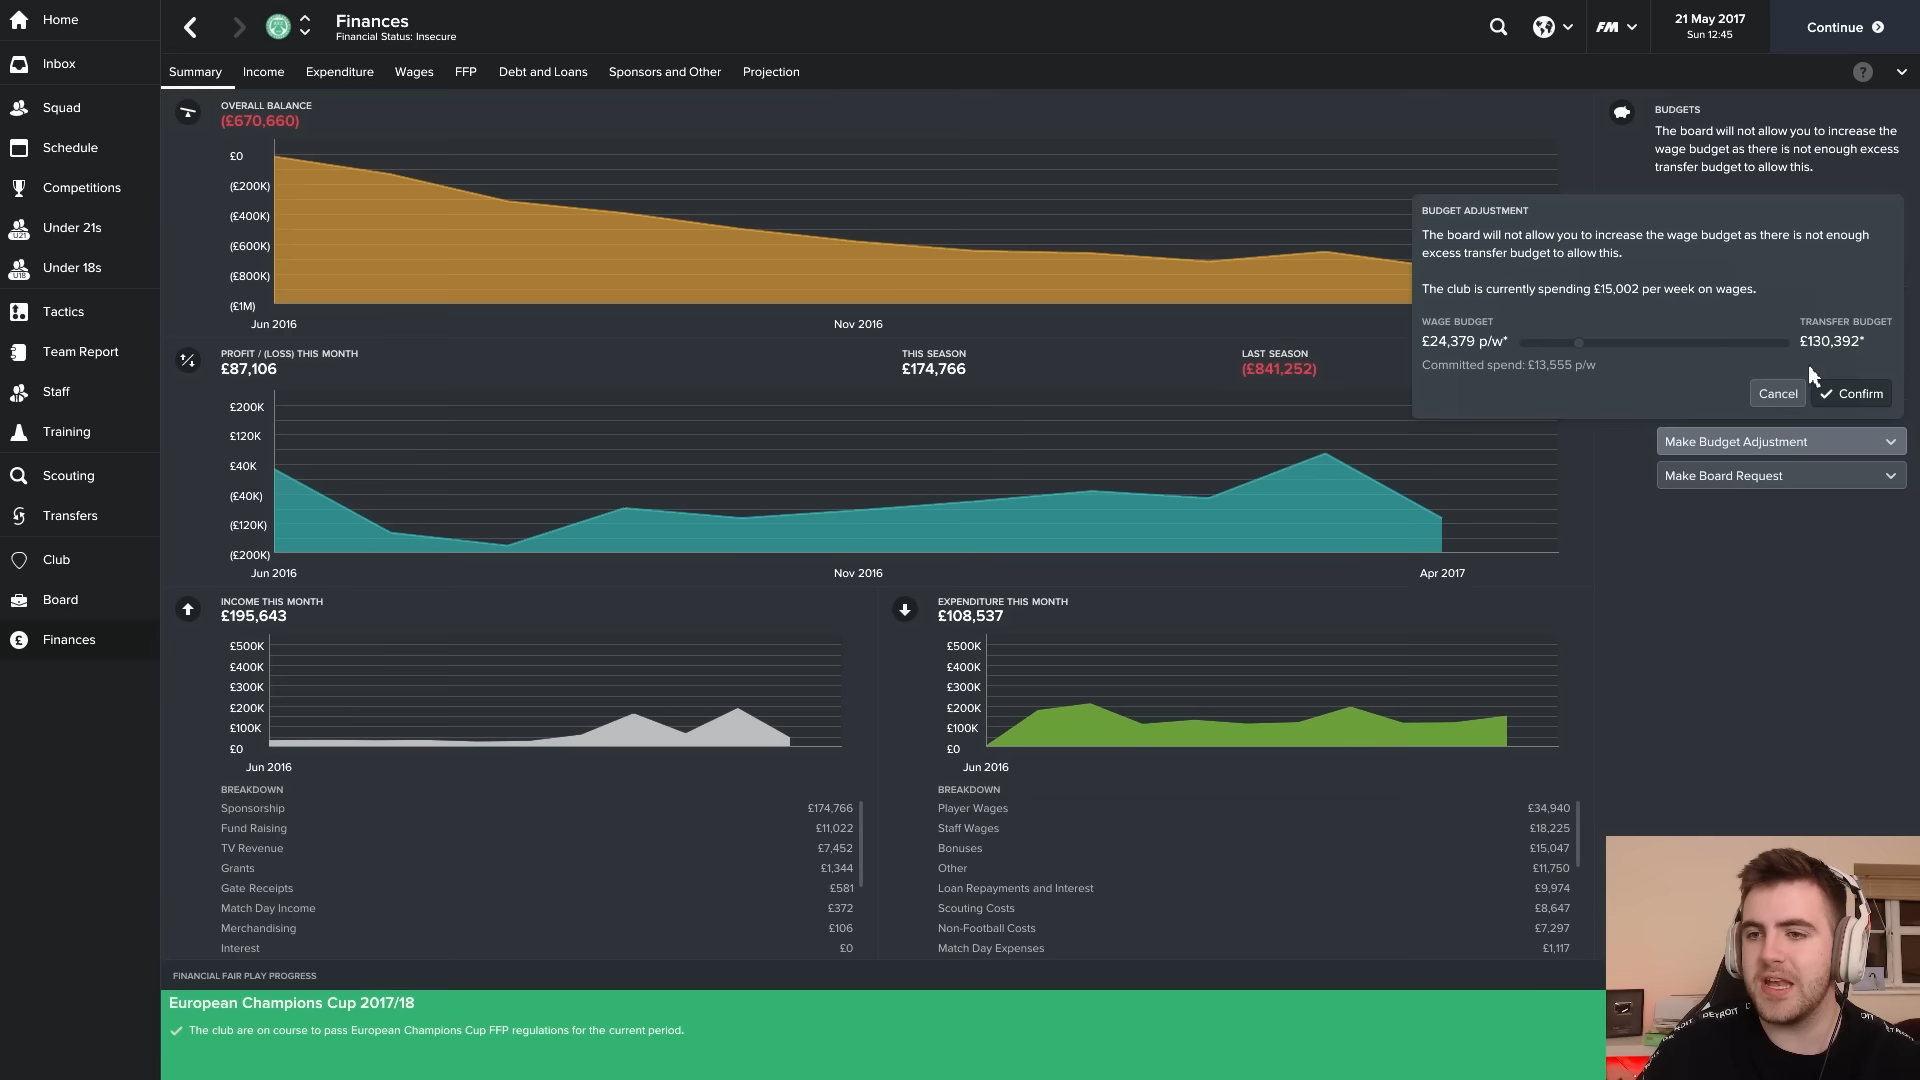 Home
Inbox
Squad
Schedule
Competitions
Under 21s
U21
Under 18s
U18
Tactics
Team Report
Staff
Training
Scouting
Transfers
Club
Board
£ Finances
Finances
Financial Status: Insecure
FM
21 May 2017
Sun 12:45
Continue
Summary Income Expenditure Wages FFP Debt and Loans Sponsors and Other Projection
?
OVERALL BALANCE
(£670,660)
£0
(£200K)
(£400K)
(£600K)
(£800K)
(£1M)
Jun 2016 Nov 2016
BUDGETS
The board will not allow you to increase the
wage budget as there is not enough excess
transfer budget to allow this.
BUDGET ADJUSTMENT
The board will not allow you to increase the wage budget as there is not enough
excess transfer budget to allow this.
The club is currently spending £15,002 per week on wages.
WAGE BUDGET TRANSFER BUDGET
£24,379 p/w* £130,392*
Committed spend: £13,555 p/w
Cancel Confirm
Make Budget Adjustment
Make Board Request
PROFIT / (LOSS) THIS MONTH THIS SEASON LAST SEASON
£87,106 £174,766 (£841,252)
£200K
£120K
£40K
(£40K)
(£120K)
(£200K)
Jun 2016 Nov 2016 Apr 2017
INCOME THIS MONTH
£195,643
£500K
£400K
£300K
£200K
£100K
£0
Jun 2016
BREAKDOWN
Sponsorship £174,766
Fund Raising £11,022
TV Revenue £7,452
Grants £1,344
Gate Receipts £581
Match Day Income £372
Merchandising £106
Interest £0
EXPENDITURE THIS MONTH
£108,537
£500K
£400K
£300K
£200K
£100K
£0
Jun 2016
BREAKDOWN
Player Wages £34,940
Staff Wages £18,225
Bonuses £15,047
Other £11,750
Loan Repayments and Interest £9,974
Scouting Costs £8,647
Non-Football Costs £7,297
Match Day Expenses £1,117
FINANCIAL FAIR PLAY PROGRESS
European Champions Cup 2017/18
The club are on course to pass European Champions Cup FFP regulations for the current period.
DETROIT